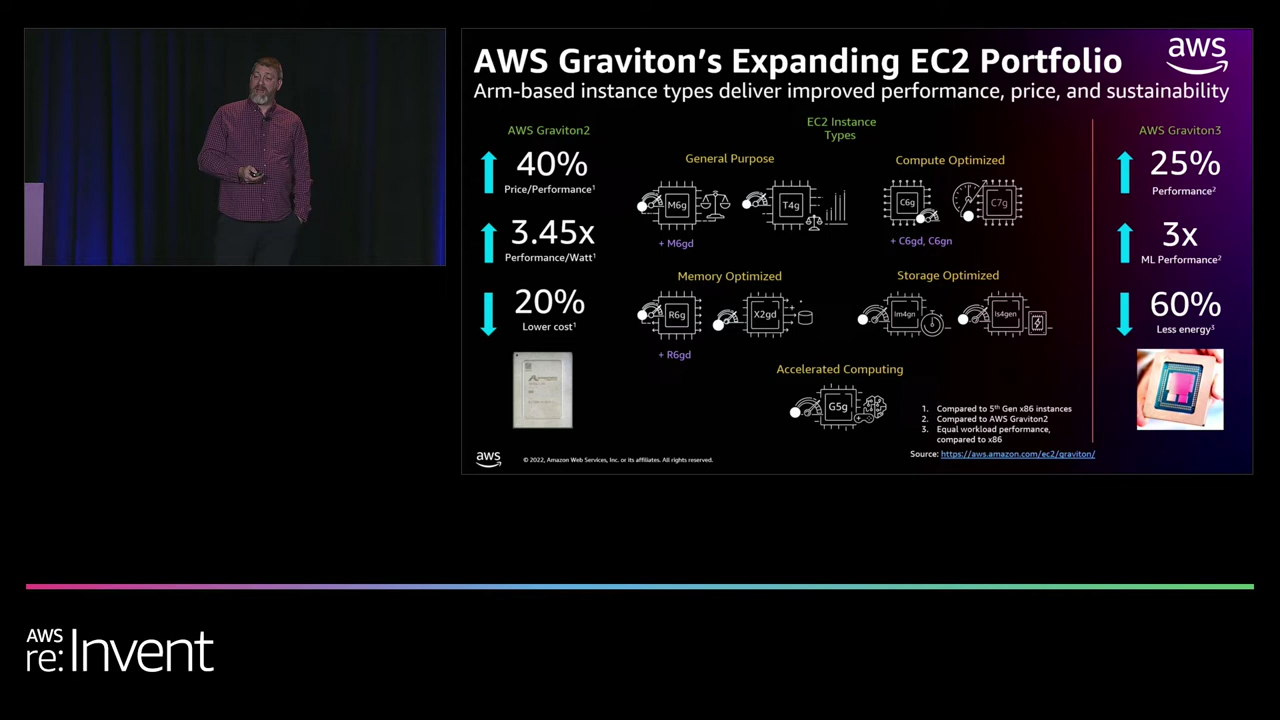 AWS Graviton's Expanding EC2 Portfolio
aws
Arm-based instance types deliver improved performance, price, and sustainability
AWS Graviton2
40%
Price/Performance1
3.45x
Performance/Watt1
20%
Lower cost1
EC2 Instance
Types
General Purpose
M6g
T4g
+ M6gd
Compute Optimized
C6g
C7g
+ C6gd, C6gn
Memory Optimized
R6g
X2gd
+ R6gd
Storage Optimized
Im4gn
Is4gen
Accelerated Computing
G5g
AWS Graviton3
25%
Performance2
3x
ML Performance2
60%
Less energy3
1. Compared to 5th Gen x86 instances
2. Compared to AWS Graviton2
3. Equal workload performance,
compared to x86
Source: https://aws.amazon.com/ec2/graviton/
aws
© 2022, Amazon Web Services, Inc. or its affiliates. All rights reserved.
AWS
re:Invent